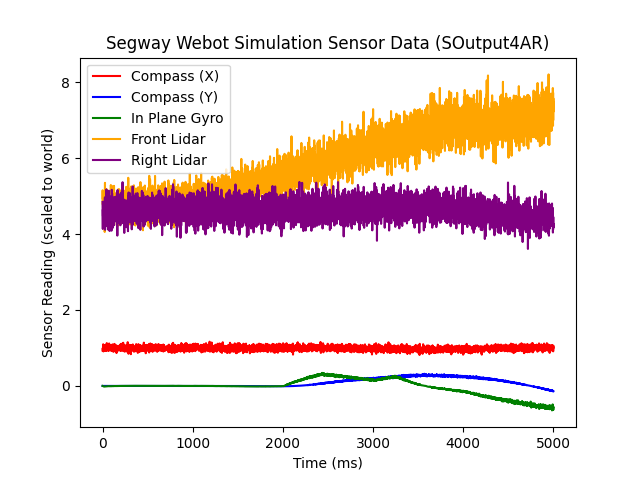 Segway Webot Simulation Sensor Data (SOutput4AR)
Compass (X)
Compass (Y)
In Plane Gyro
Front Lidar
Right Lidar
Sensor Reading (scaled to world)
8
6
4
2
0
0 1000 2000 3000 4000 5000
Time (ms)